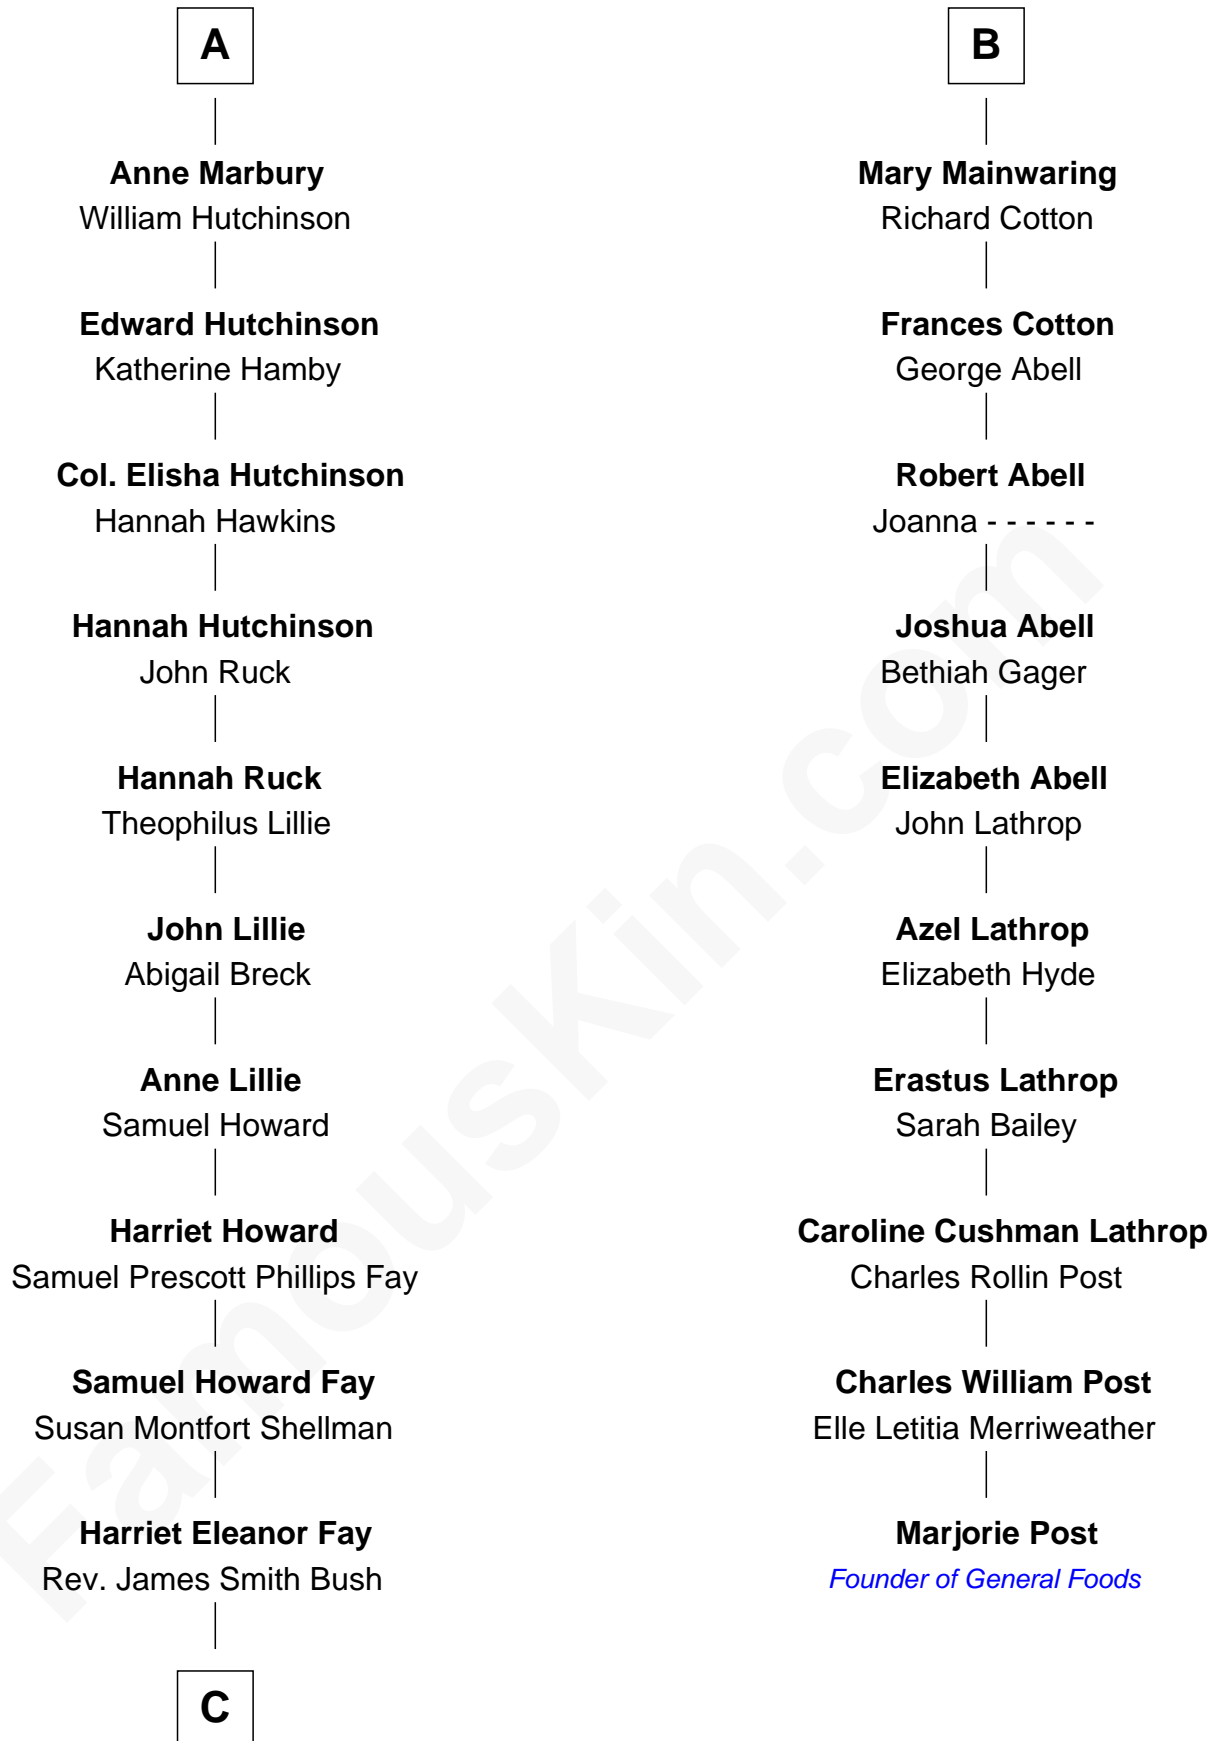 A
Anne Marbury
William Hutchinson
Edward Hutchinson
Katherine Hamby
Col. Elisha Hutchinson
Hannah Hawkins
Hannah Hutchinson
John Ruck
Hannah Ruck
Theophilus Lillie
John Lillie
Abigail Breck
Anne Lillie
Samuel Howard
Harriet Howard
Samuel Prescott Phillips Fay
Samuel Howard Fay
Susan Montfort Shellman
Harriet Eleanor Fay
Rev. James Smith Bush
C
B
Mary Mainwaring
Richard Cotton
Frances Cotton
George Abell
Robert Abell
Joanna - - - - - -
Joshua Abell
Bethiah Gager
Elizabeth Abell
John Lathrop
Azel Lathrop
Elizabeth Hyde
Erastus Lathrop
Sarah Bailey
Caroline Cushman Lathrop
Charles Rollin Post
Charles William Post
Elle Letitia Merriweather
Marjorie Post
Founder of General Foods
FamousKin.com